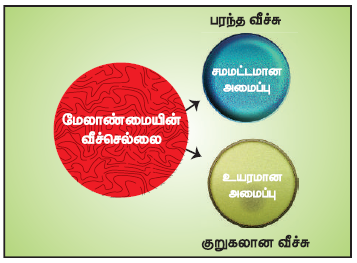 பரந்த வீச்சு
சமமட்டமான
அமைப்பு
மேலாண்மையின்
வீச்செல்லை
உயரமான
அமைப்பு
குறுகலான வீச்சு